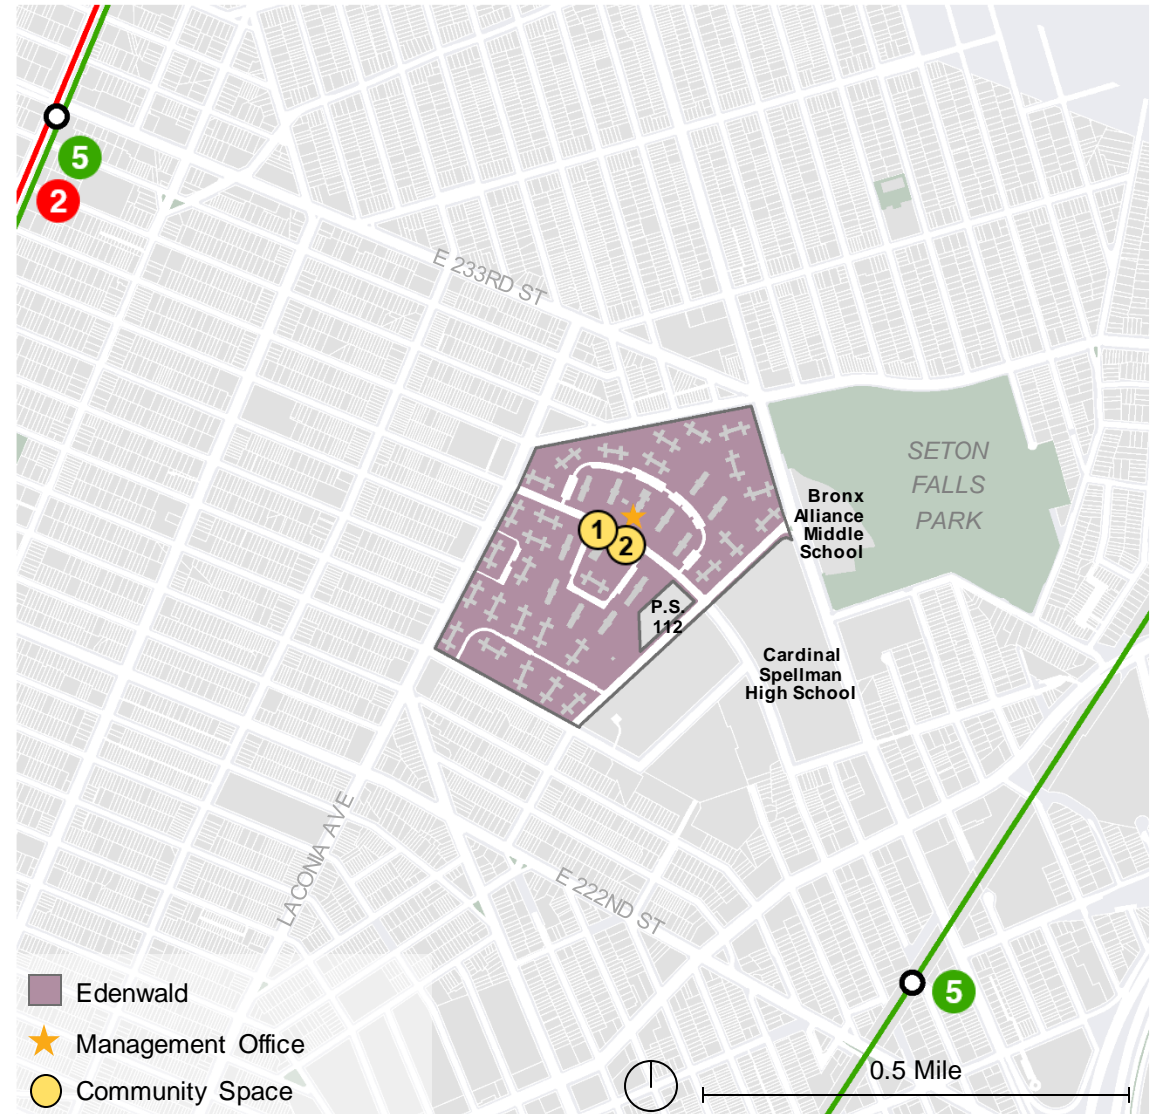 5
2
E 233RD ST
SETON
FALLS
PARK
Bronx
Alliance
Middle
School
1
2
P.S.
112
Cardinal
Spellman
High School
LACONIA AVE
E 222ND ST
5
Edenwald
Management Office
Community Space
0.5 Mile